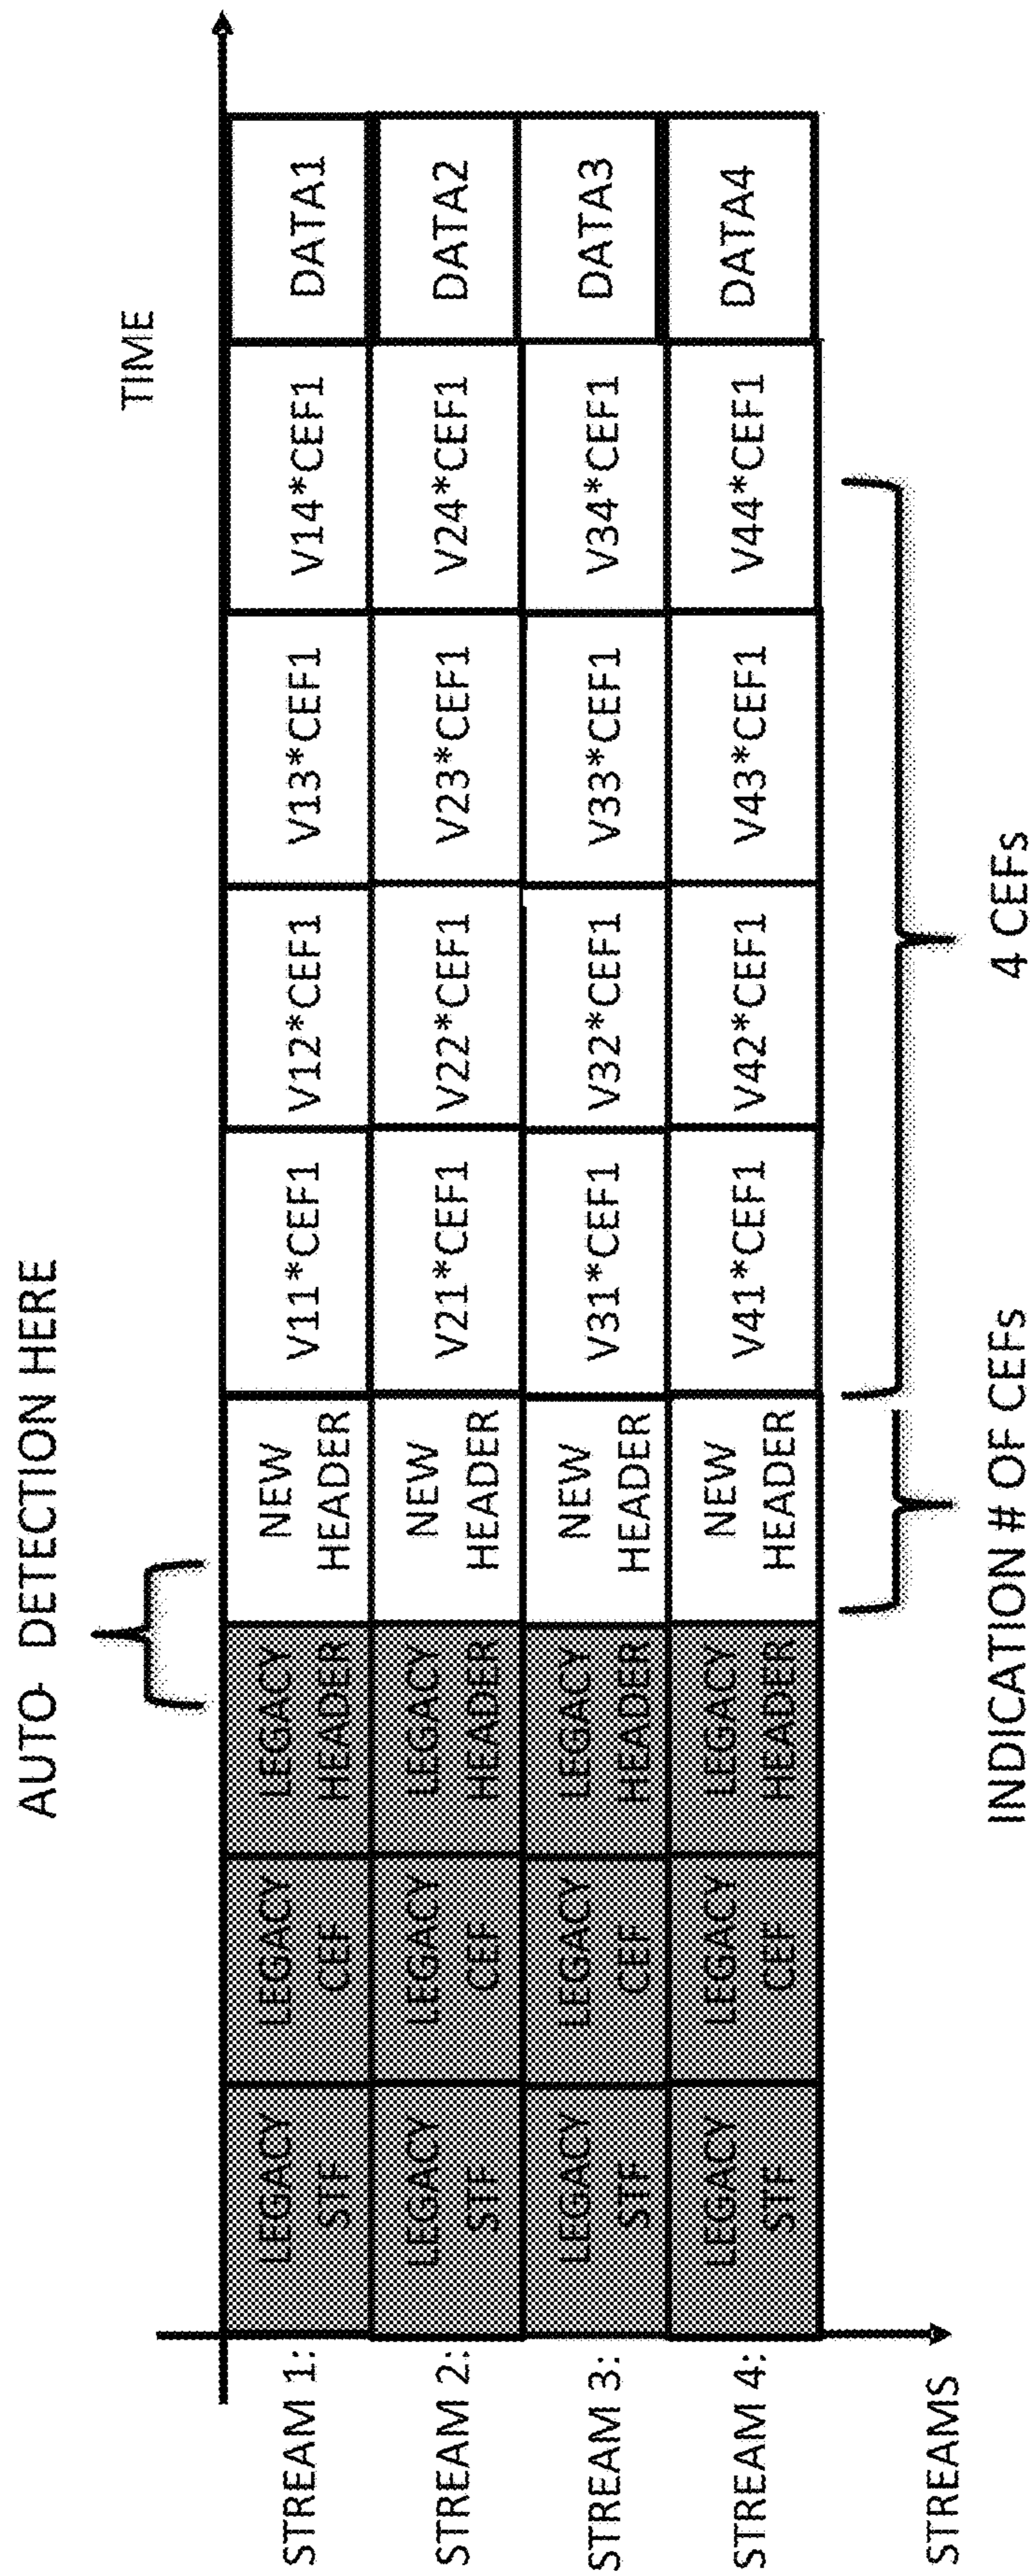 AUTO- DETECTION HERE
TIME
STREAM 1:
LEGACY
STF
LEGACY
CEF
LEGACY
HEADER
NEW
HEADER
V11*CEF1
V12*CEF1
V13*CEF1
V14*CEF1
DATA1
STREAM 2:
LEGACY
STF
LEGACY
CEF
LEGACY
HEADER
NEW
HEADER
V21*CEF1
V22*CEF1
V23*CEF1
V24*CEF1
DATA2
STREAM 3:
LEGACY
STF
LEGACY
CEF
LEGACY
HEADER
NEW
HEADER
V31*CEF1
V32*CEF1
V33*CEF1
V34*CEF1
DATA3
STREAM 4:
LEGACY
STF
LEGACY
CEF
LEGACY
HEADER
NEW
HEADER
V41*CEF1
V42*CEF1
V43*CEF1
V44*CEF1
DATA4
STREAMS
INDICATION # OF CEFs
4 CEFs